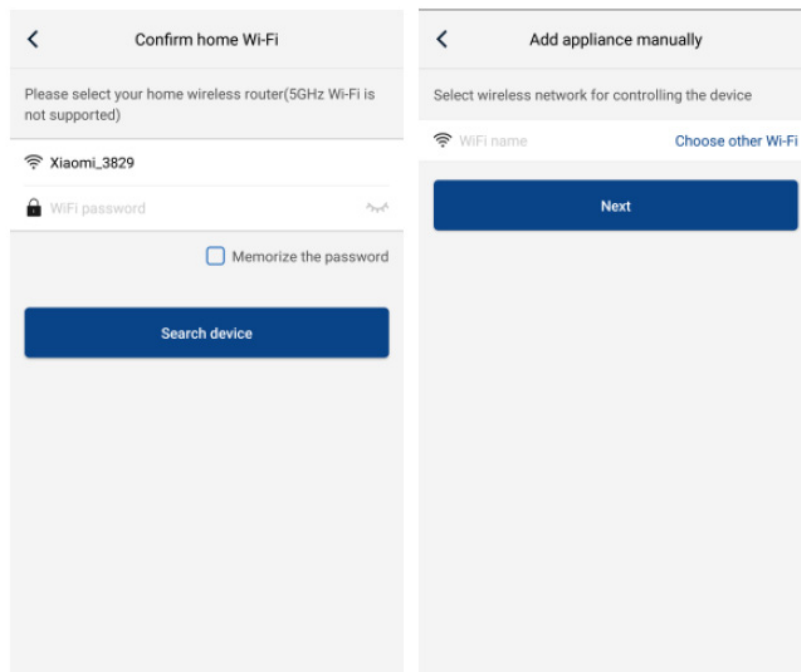 Confirm home Wi-Fi
Please select your home wireless router(5GHz Wi-Fi is
not supported)
Xiaomi_3829
WiFi password
Memorize the password
Search device
Add appliance manually
Select wireless network for controlling the device
WiFi name
Choose other Wi-Fi
Next